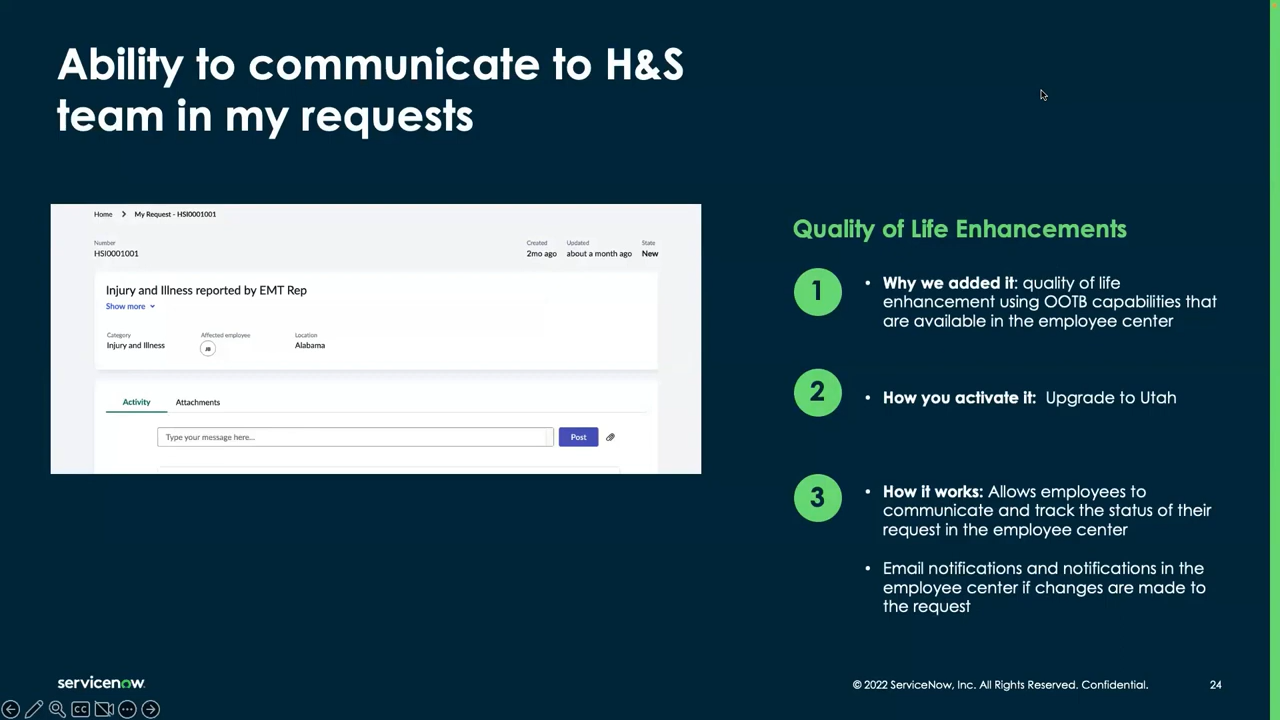 Ability to communicate to H&S
team in my requests
Home > My Request - HSI0001001
Number
HSI0001001
Created
2mo ago
Updated
about a month ago
State
New
Injury and Illness reported by EMT Rep
Show more
Category
Injury and Illness
Affected employee
JB
Location
Alabama
Activity
Attachments
Type your message here...
Post
Quality of Life Enhancements
1
• Why we added it: quality of life
enhancement using OOTB capabilities that
are available in the employee center
2
• How you activate it: Upgrade to Utah
3
• How it works: Allows employees to
communicate and track the status of their
request in the employee center
• Email notifications and notifications in the
employee center if changes are made to
the request
servicenow.
© 2022 ServiceNow, Inc. All Rights Reserved. Confidential.
24
CC